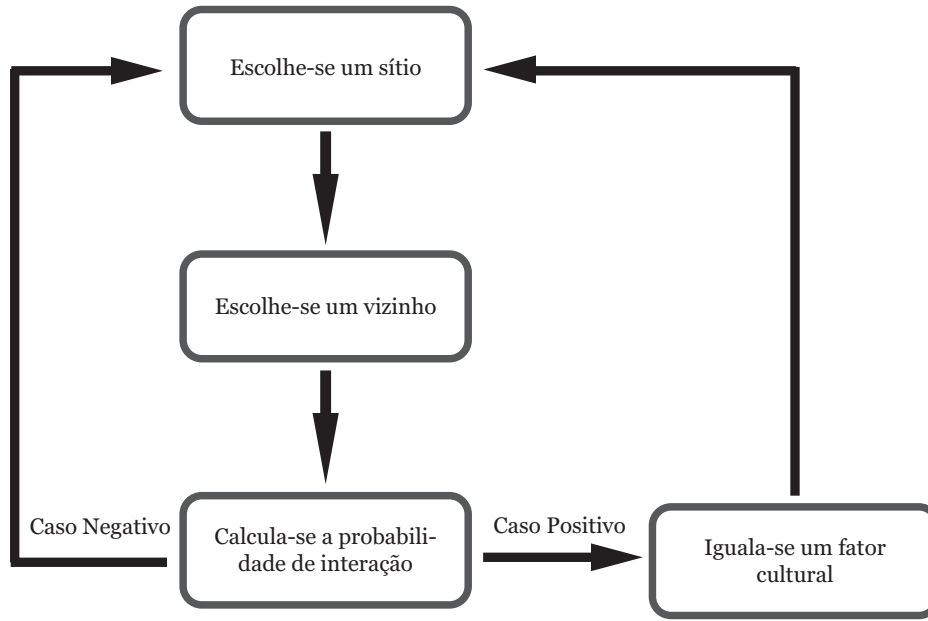 Escolhe-se um sítio
Escolhe-se um vizinho
Caso Negativo
Calcula-se a probabili-
dade de interação
Caso Positivo
Iguala-se um fator
cultural